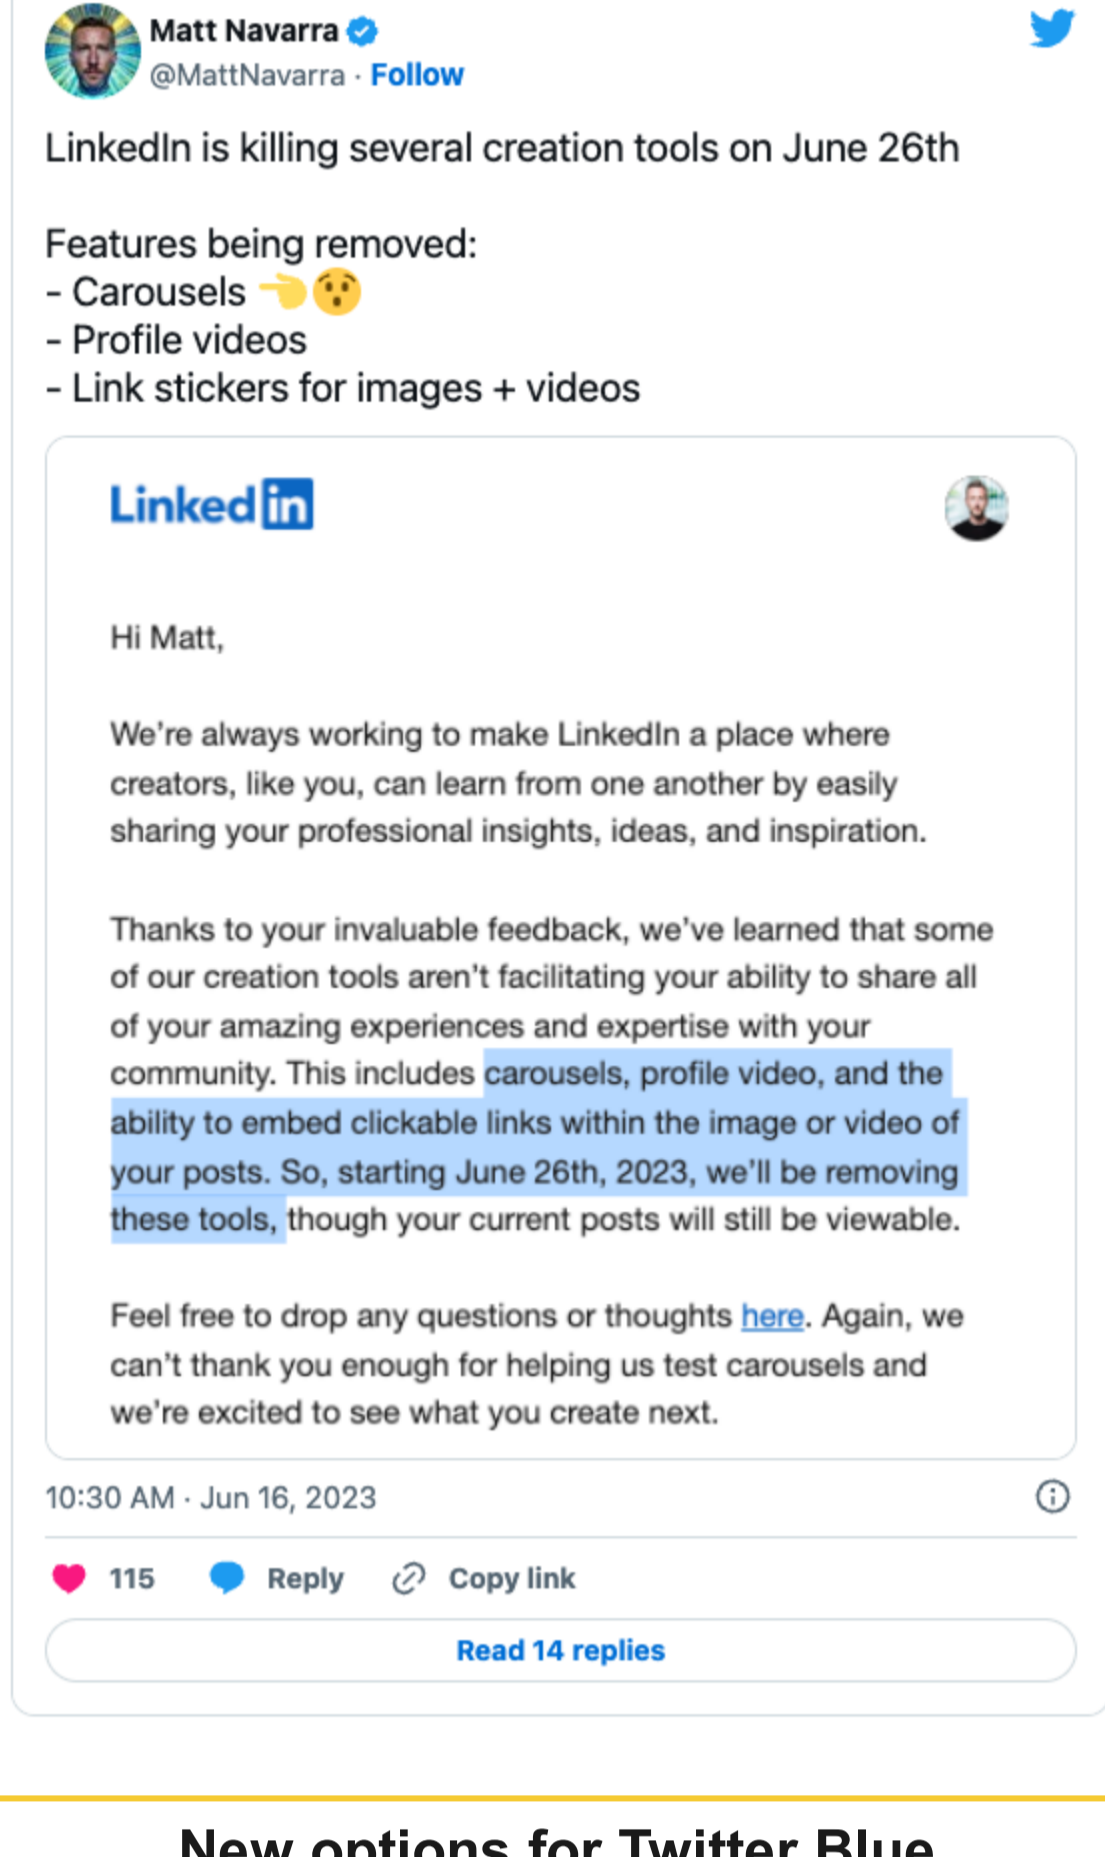 Matt Navarra
@MattNavarra · Follow
LinkedIn is killing several creation tools on June 26th
Features being removed:
- Carousels 👈😯
- Profile videos
- Link stickers for images + videos
Linked in
Hi Matt,
We're always working to make LinkedIn a place where
creators, like you, can learn from one another by easily
sharing your professional insights, ideas, and inspiration.
Thanks to your invaluable feedback, we've learned that some
of our creation tools aren't facilitating your ability to share all
of your amazing experiences and expertise with your
community. This includes carousels, profile video, and the
ability to embed clickable links within the image or video of
your posts. So, starting June 26th, 2023, we'll be removing
these tools, though your current posts will still be viewable.
Feel free to drop any questions or thoughts here. Again, we
can't thank you enough for helping us test carousels and
we're excited to see what you create next.
10:30 AM · Jun 16, 2023
115 Reply Copy link
Read 14 replies
New options for Twitter Blue